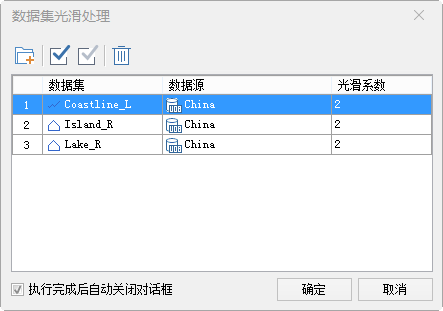 数据集光滑处理
数据集 数据源 光滑系数
1 Coastline_L China 2
2 Island_R China 2
3 Lake_R China 2
执行完成后自动关闭对话框 确定 取消